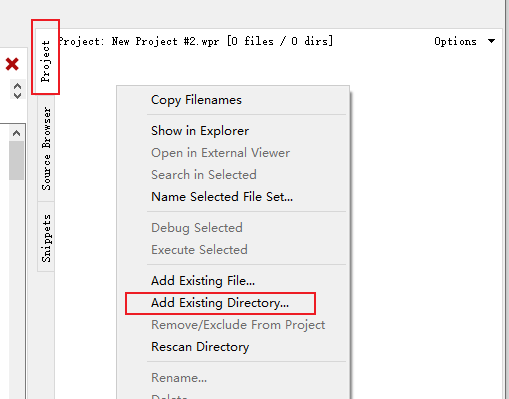 Project: New Project #2.wpr [0 files / 0 dirs]
Options
Project
Source Browser
Snippets
Copy Filenames
Show in Explorer
Open in External Viewer
Search in Selected
Name Selected File Set...
Debug Selected
Execute Selected
Add Existing File...
Add Existing Directory...
Remove/Exclude From Project
Rescan Directory
Rename...
Delete